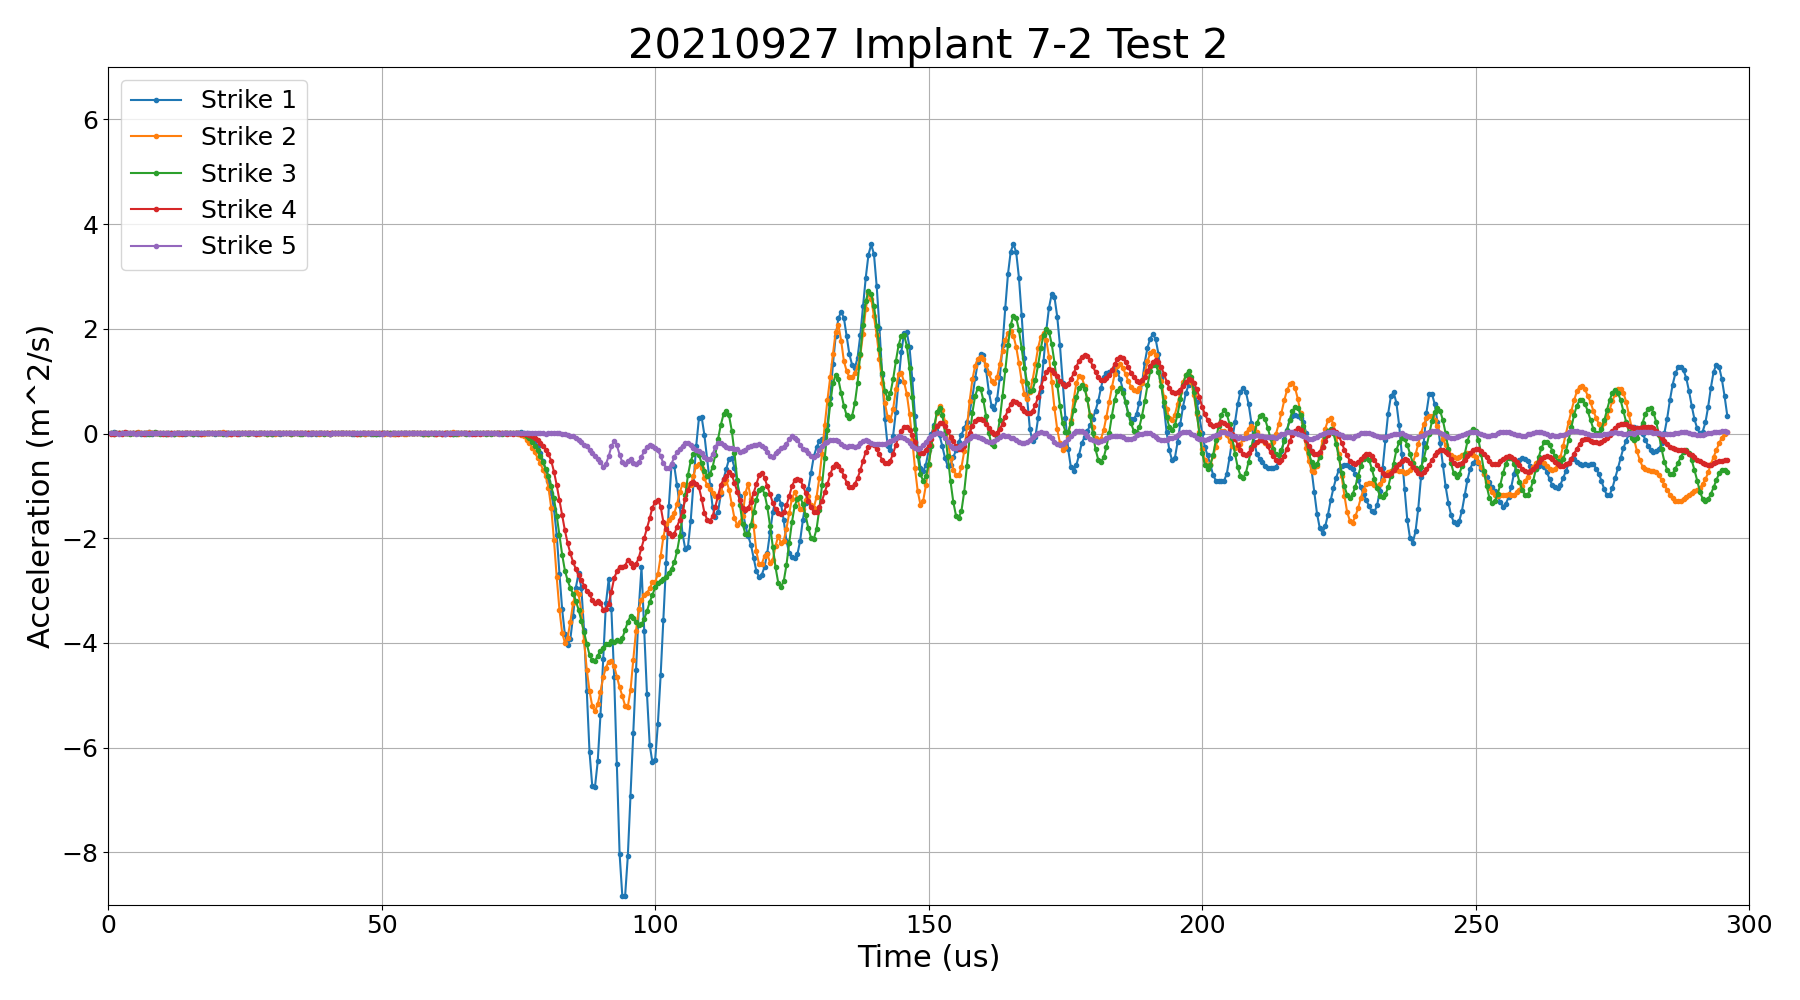 20210927 Implant 7-2 Test 2
Strike 1
Strike 2
Strike 3
Strike 4
Strike 5
6
4
2
0
−2
−4
−6
−8
Acceleration (m^2/s)
0 50 100 150 200 250 300
Time (us)